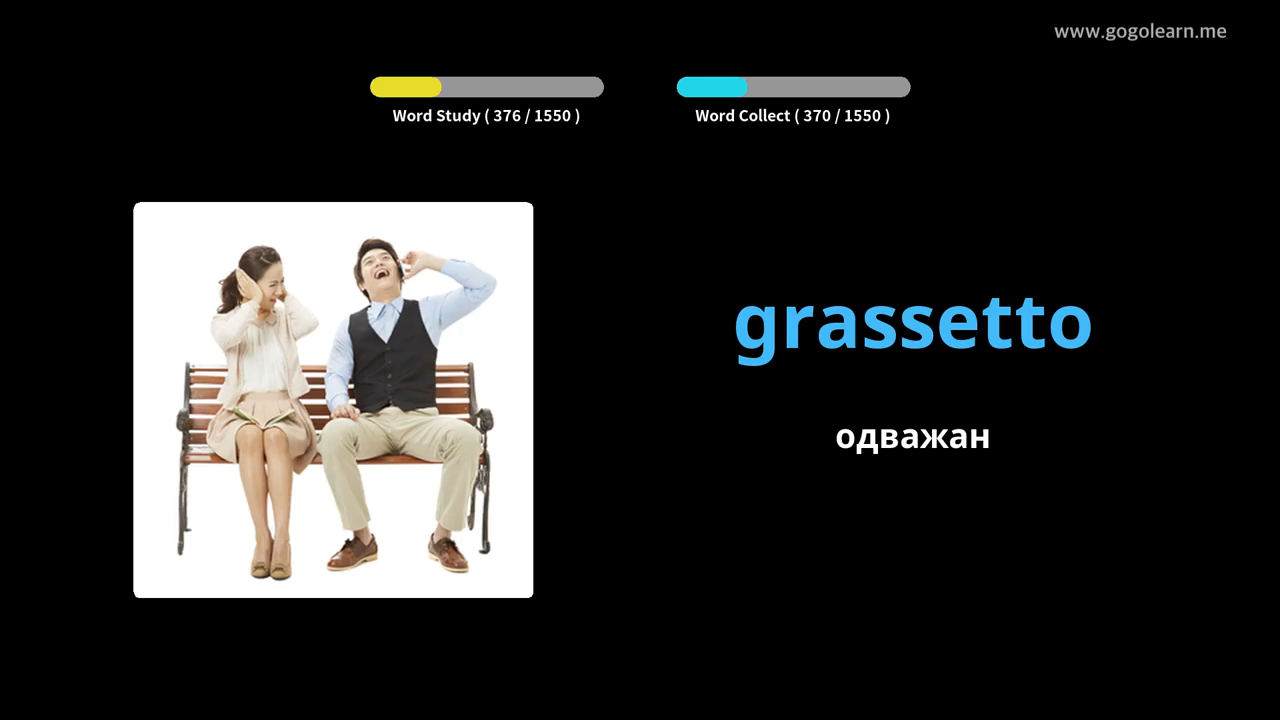 www.gogolearn.me
Word Study ( 376 / 1550 )
Word Collect ( 370 / 1550 )
grassetto
одважан